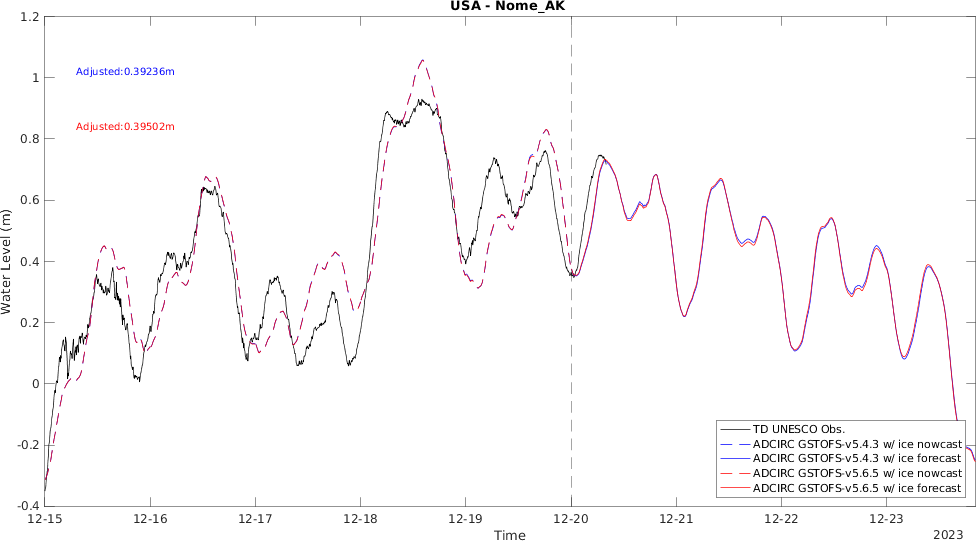 USA - Nome_AK
1.2
1
0.8
0.6
0.4
0.2
0
-0.2
-0.4
Water Level (m)
Adjusted:0.39236m
Adjusted:0.39502m
TD UNESCO Obs.
ADCIRC GSTOFS-v5.4.3 w/ ice nowcast
ADCIRC GSTOFS-v5.4.3 w/ ice forecast
ADCIRC GSTOFS-v5.6.5 w/ ice nowcast
ADCIRC GSTOFS-v5.6.5 w/ ice forecast
12-15 12-16 12-17 12-18 12-19 12-20 12-21 12-22 12-23
Time
2023